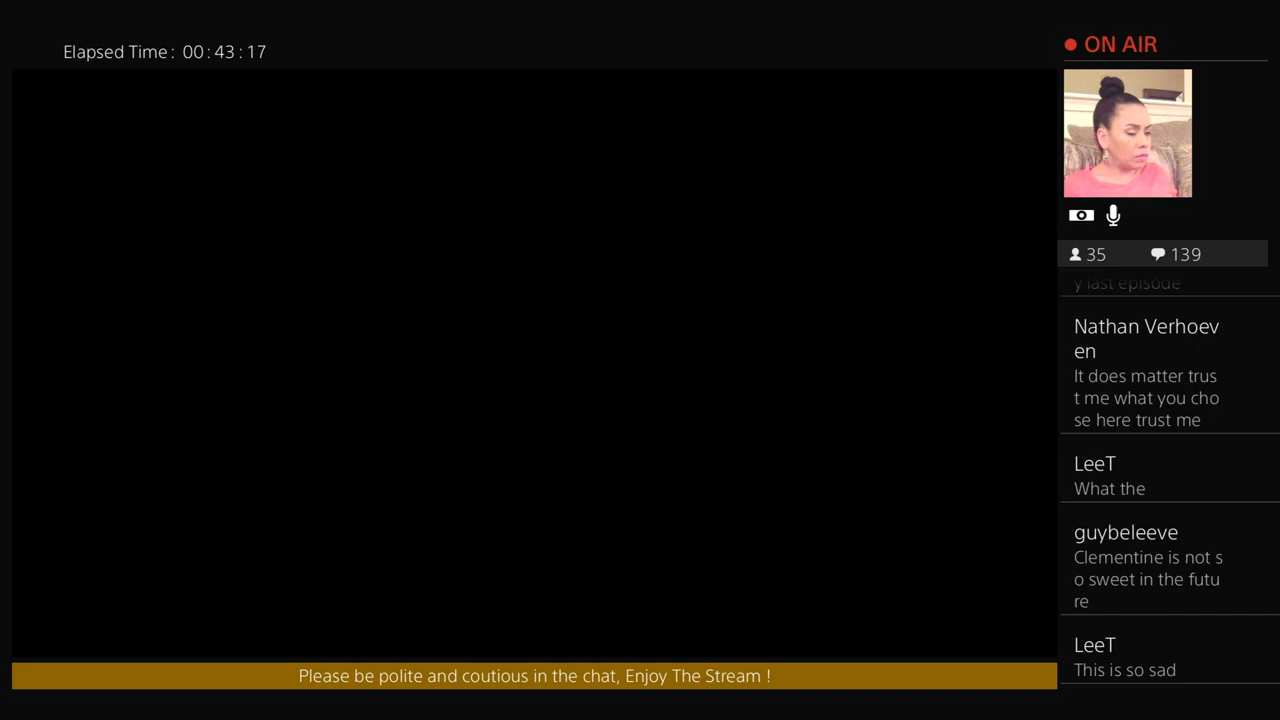 Elapsed Time: 00:43:17
ON AIR
35 139
y last episode
Nathan Verhoev
en
It does matter trus
t me what you cho
se here trust me
LeeT
What the
guybeleeve
Clementine is not s
o sweet in the futu
re
LeeT
This is so sad
Please be polite and coutious in the chat, Enjoy The Stream !